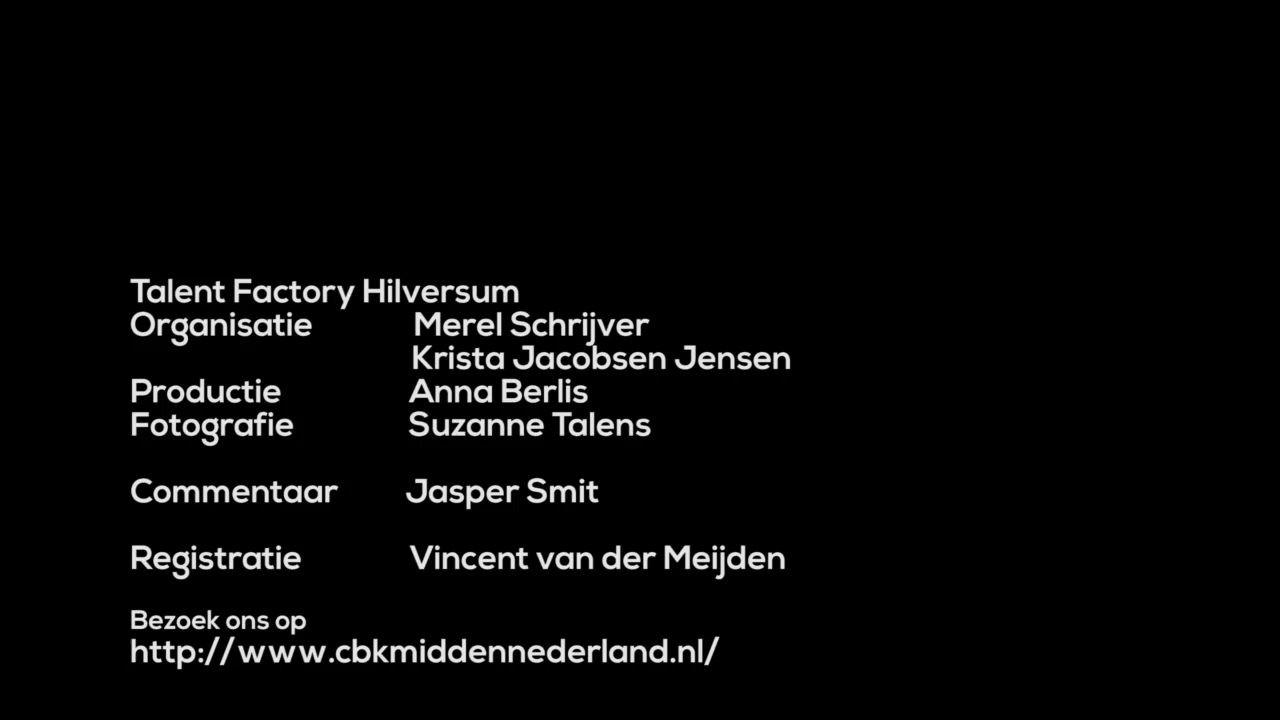 Talent Factory Hilversum
Organisatie Merel Schrijver
Krista Jacobsen Jensen
Productie Anna Berlis
Fotografie Suzanne Talens
Commentaar Jasper Smit
Registratie Vincent van der Meijden
Bezoek ons op
http://www.cbkmiddennederland.nl/